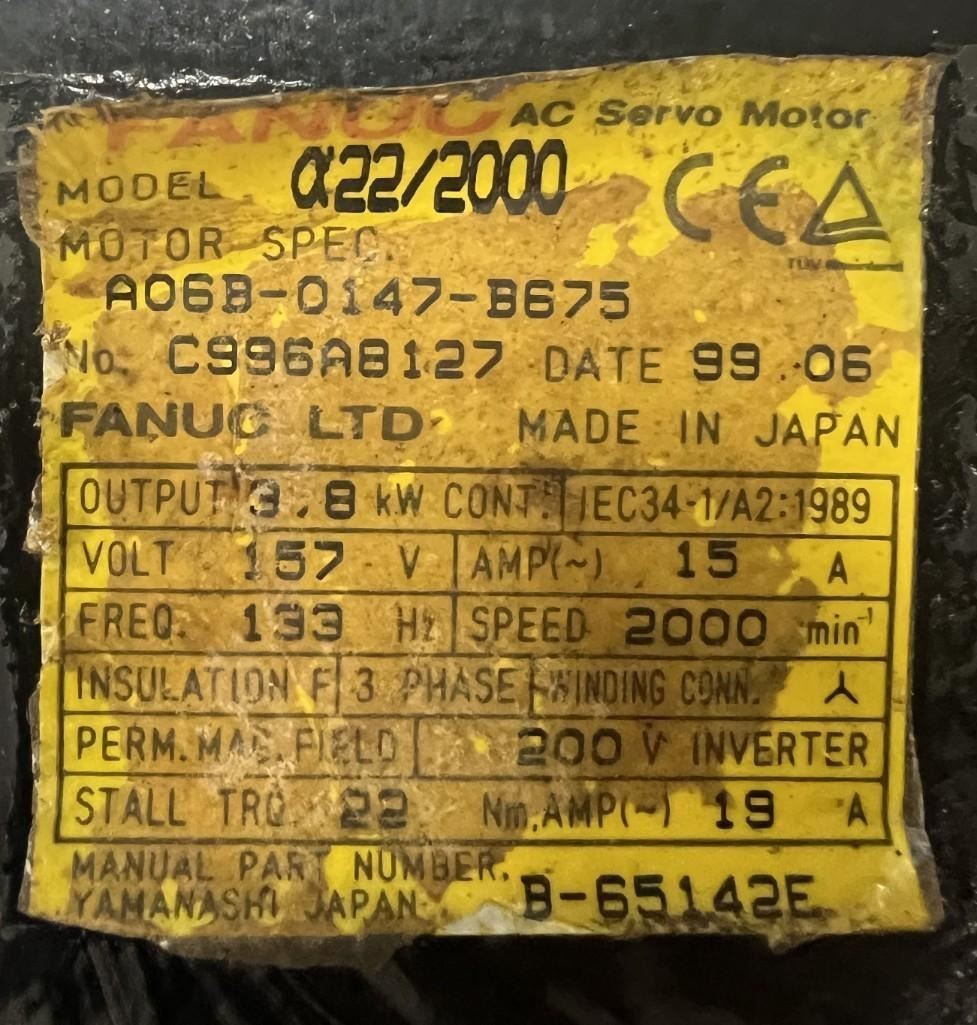 FANUC AC Servo Motor
MODEL α22/2000 CE
MOTOR SPEC.
TUV
A06B-0147-B675
No. C996A8127 DATE 99.06
FANUC LTD MADE IN JAPAN
OUTPUT 3.8 kW CONT. IEC34-1/A2:1989
VOLT 157 V AMP(~) 15 A
FREQ. 133 Hz SPEED 2000 min⁻¹
INSULATION F 3 PHASE WINDING CONN. ⅄
PERM.MAG.FIELD 200 V INVERTER
STALL TRQ. 22 Nm,AMP(~) 19 A
MANUAL PART NUMBER.
YAMANASHI JAPAN B-65142E